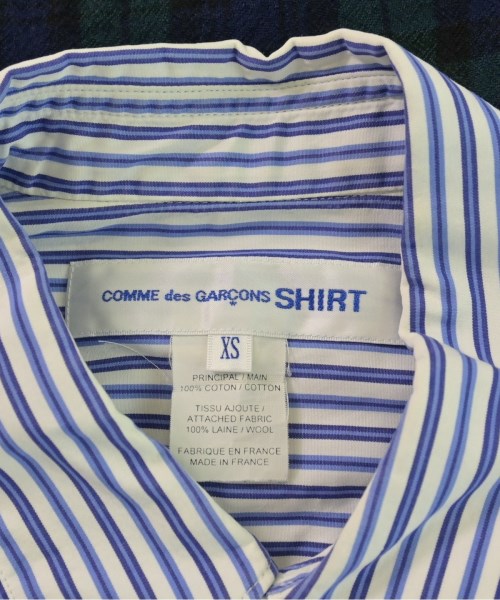 COMME des GARÇONS SHIRT
XS
PRINCIPAL / MAIN
100% COTON / COTTON
TISSU AJOUTE /
ATTACHED FABRIC
100% LAINE / WOOL
FABRIQUE EN FRANCE
MADE IN FRANCE